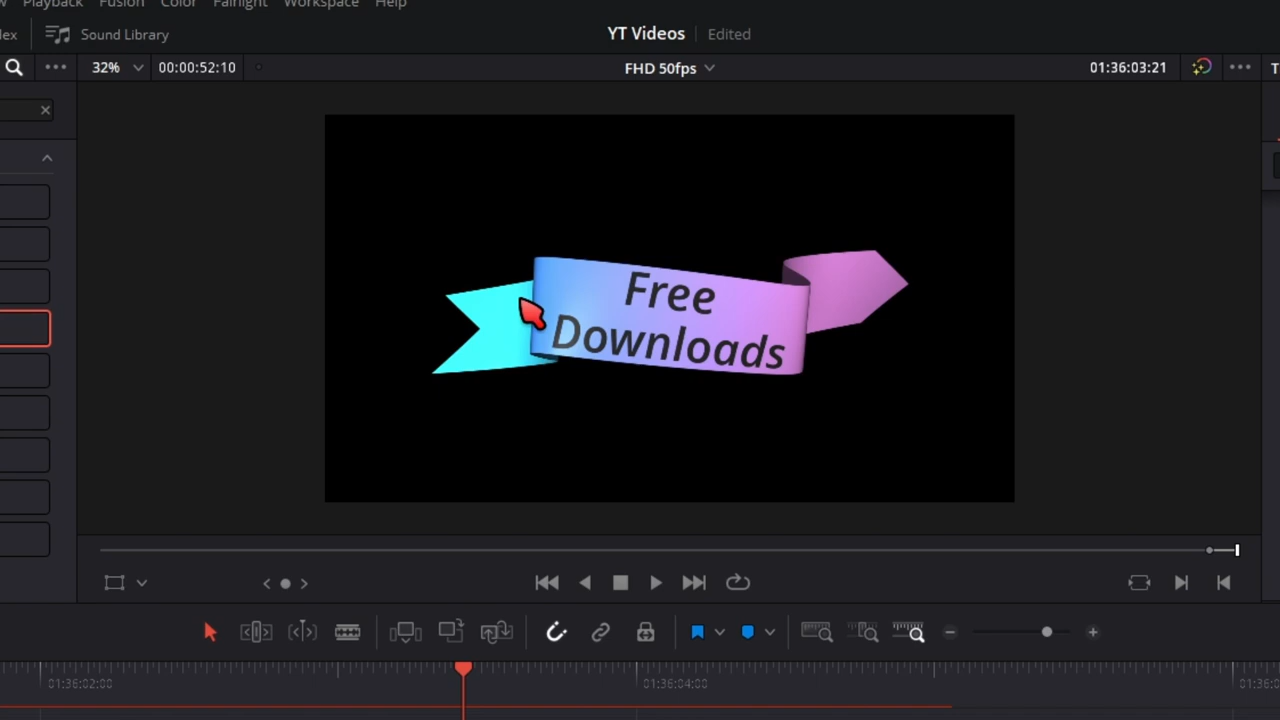 Playback Fusion Color Fairlight Workspace Help
Sound Library YT Videos Edited
32% 00:00:52:10 FHD 50fps 01:36:03:21
Free
Downloads
01:36:02:00 01:36:04:00